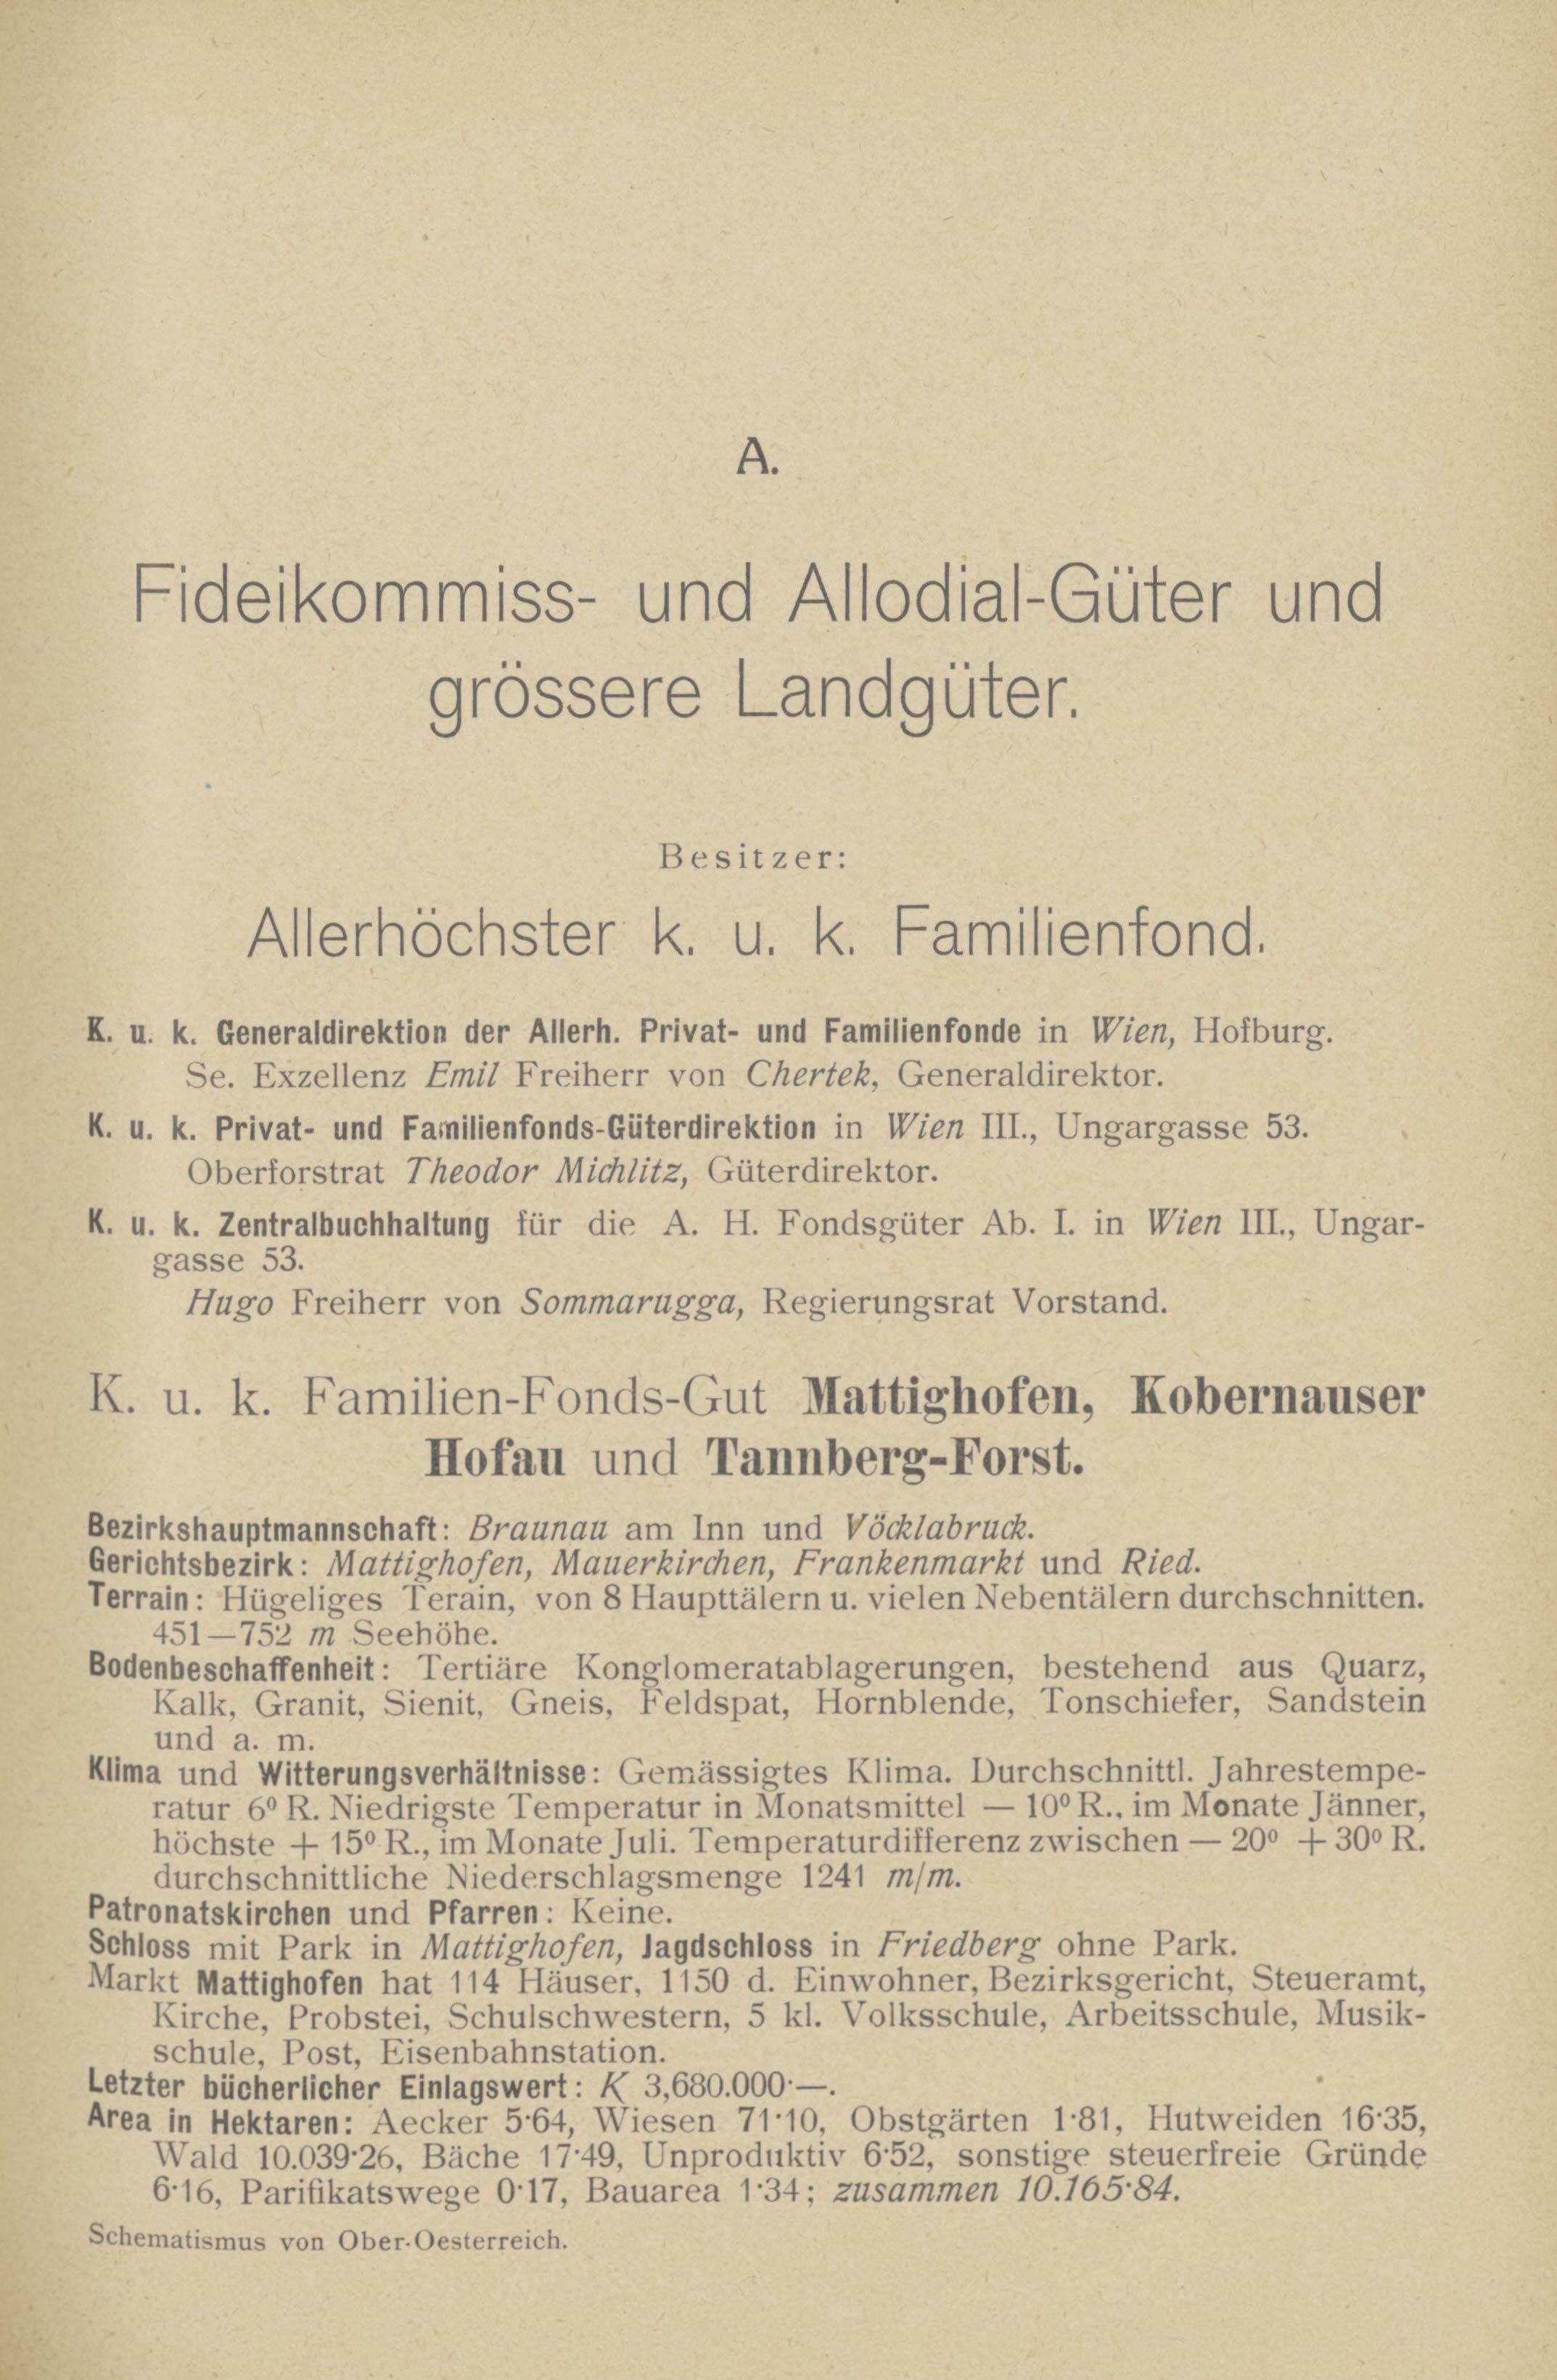 A.
Fideikommiss- und Allodial-Güter und
grössere Landgüter.
Besitzer:
Allerhöchster k. u. k. Familienfond.
K. u. k. Generaldirektion der Allerh. Privat- und Familienfonde in Wien, Hofburg.
Se. Exzellenz Emil Freiherr von Chertek, Generaldirektor.
K. u. k. Privat- und Familienfonds-Güterdirektion in Wien III., Ungargasse 53.
Oberforstrat Theodor Michlitz, Güterdirektor.
K. u. k. Zentralbuchhaltung für die A. H. Fondsgüter Ab. I. in Wien III., Ungar-
gasse 53.
Hugo Freiherr von Sommarugga, Regierungsrat Vorstand.
K. u. k. Familien-Fonds-Gut Mattighofen, Kobernauser
Hofau und Tannberg-Forst.
Bezirkshauptmannschaft: Braunau am Inn und Vöcklabruck.
Gerichtsbezirk: Mattighofen, Mauerkirchen, Frankenmarkt und Ried.
Terrain: Hügeliges Terain, von 8 Haupttälern u. vielen Nebentälern durchschnitten.
451—752 m Seehöhe.
Bodenbeschaffenheit: Tertiäre Konglomeratablagerungen, bestehend aus Quarz,
Kalk, Granit, Sienit, Gneis, Feldspat, Hornblende, Tonschiefer, Sandstein
und a. m.
Klima und Witterungsverhältnisse: Gemässigtes Klima. Durchschnittl. Jahrestempe-
ratur 6⁰ R. Niedrigste Temperatur in Monatsmittel — 10⁰ R., im Monate Jänner,
höchste + 15⁰ R., im Monate Juli. Temperaturdifferenz zwischen — 20⁰ + 30⁰ R.
durchschnittliche Niederschlagsmenge 1241 m/m.
Patronatskirchen und Pfarren: Keine.
Schloss mit Park in Mattighofen, Jagdschloss in Friedberg ohne Park.
Markt Mattighofen hat 114 Häuser, 1150 d. Einwohner, Bezirksgericht, Steueramt,
Kirche, Probstei, Schulschwestern, 5 kl. Volksschule, Arbeitsschule, Musik-
schule, Post, Eisenbahnstation.
Letzter bücherlicher Einlagswert: K 3,680.000·—.
Area in Hektaren: Aecker 5·64, Wiesen 71·10, Obstgärten 1·81, Hutweiden 16·35,
Wald 10.039·26, Bäche 17·49, Unproduktiv 6·52, sonstige steuerfreie Gründe
6·16, Parifikatswege 0·17, Bauarea 1·34; zusammen 10.165·84.
Schematismus von Ober-Oesterreich.